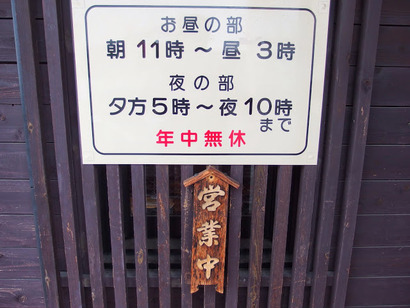 お昼の部
朝 11時～昼 3時
夜の部
夕方5時～夜10時
まで
年中無休
営業中